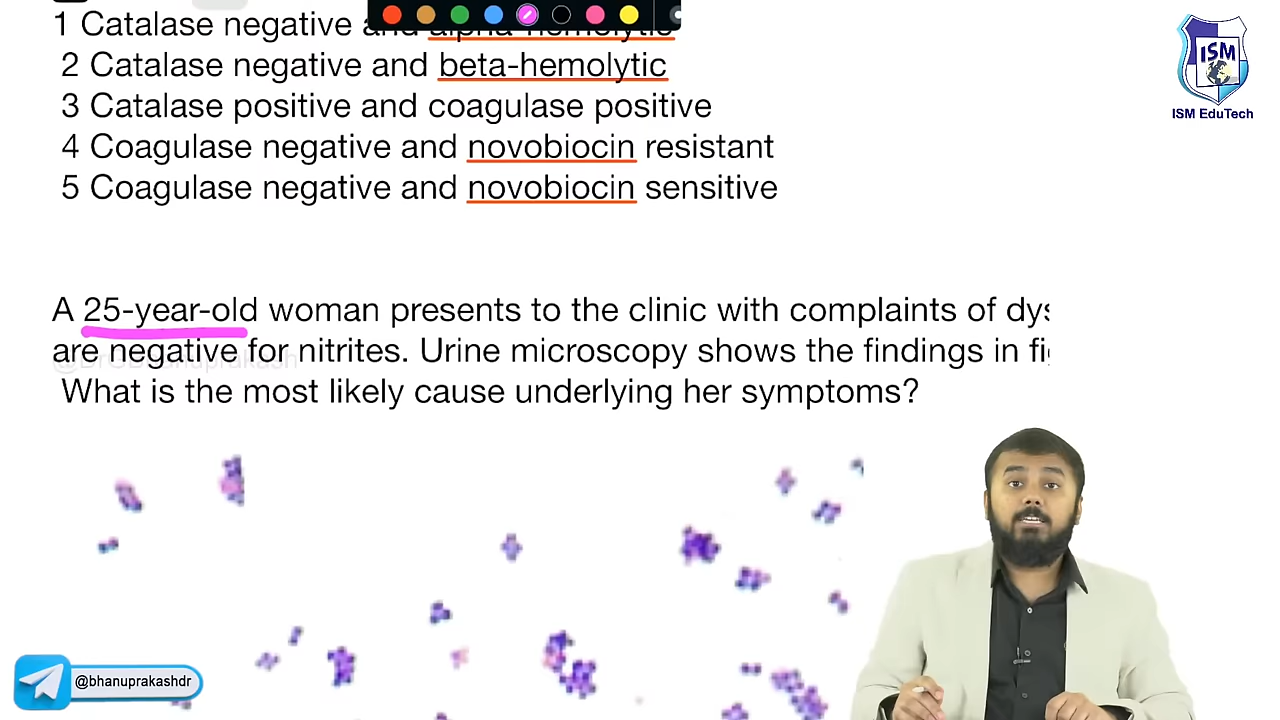 1 Catalase negative and alpha-hemolytic
2 Catalase negative and beta-hemolytic
3 Catalase positive and coagulase positive
4 Coagulase negative and novobiocin resistant
5 Coagulase negative and novobiocin sensitive
ISM
ISM EduTech
A 25-year-old woman presents to the clinic with complaints of dys
are negative for nitrites. Urine microscopy shows the findings in fi
What is the most likely cause underlying her symptoms?
@bhanuprakashdr